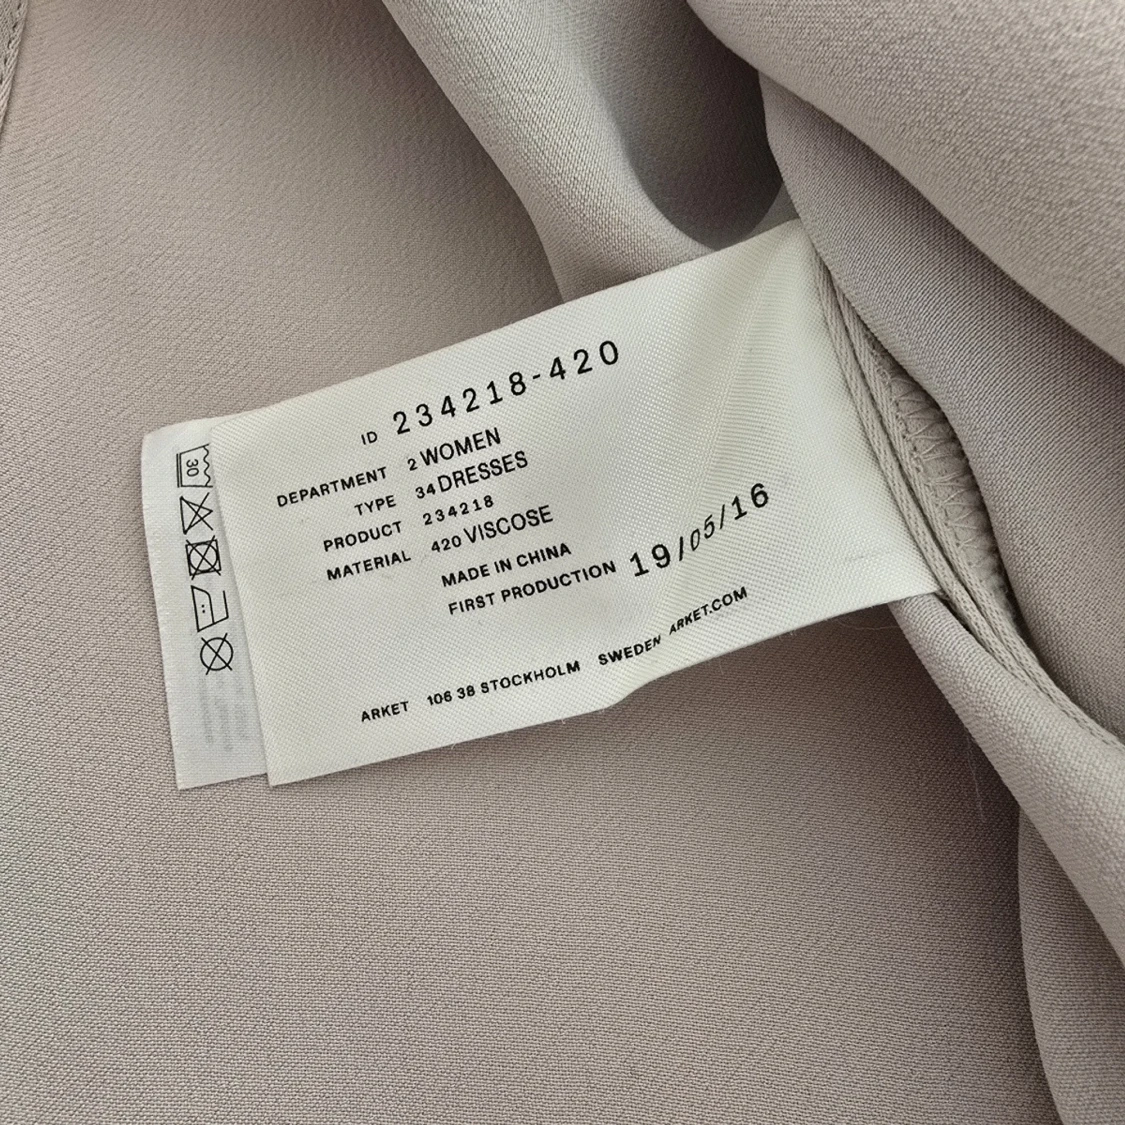 ID 234218-420
DEPARTMENT 2 WOMEN
TYPE 34 DRESSES
PRODUCT 234218
MATERIAL 420 VISCOSE
MADE IN CHINA
FIRST PRODUCTION 19/05/16
ARKET 106 38 STOCKHOLM SWEDEN ARKET.COM
30